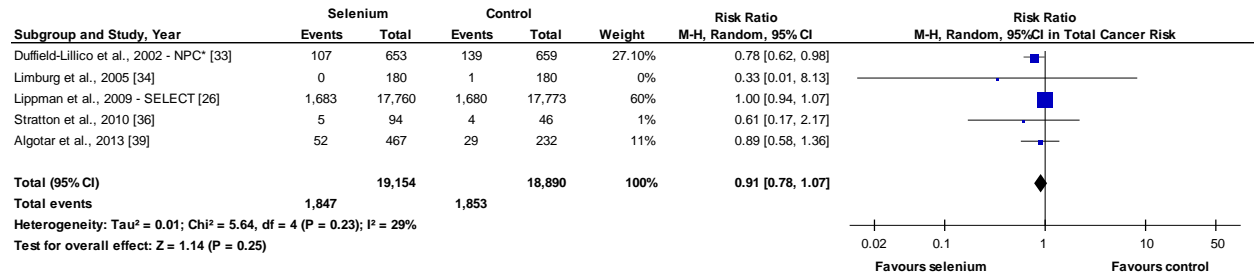 Selenium Control Risk Ratio Risk Ratio
Subgroup and Study, Year Events Total Events Total Weight M-H, Random, 95% CI M-H, Random, 95%CI in Total Cancer Risk
Duffield-Lillico et al., 2002 - NPC* [33] 107 653 139 659 27.10% 0.78 [0.62, 0.98]
Limburg et al., 2005 [34] 0 180 1 180 0% 0.33 [0.01, 8.13]
Lippman et al., 2009 - SELECT [26] 1,683 17,760 1,680 17,773 60% 1.00 [0.94, 1.07]
Stratton et al., 2010 [36] 5 94 4 46 1% 0.61 [0.17, 2.17]
Algotar et al., 2013 [39] 52 467 29 232 11% 0.89 [0.58, 1.36]
Total (95% CI) 19,154 18,890 100% 0.91 [0.78, 1.07]
Total events 1,847 1,853
Heterogeneity: Tau² = 0.01; Chi² = 5.64, df = 4 (P = 0.23); I² = 29%
Test for overall effect: Z = 1.14 (P = 0.25)
0.02 0.1 1 10 50
Favours selenium Favours control